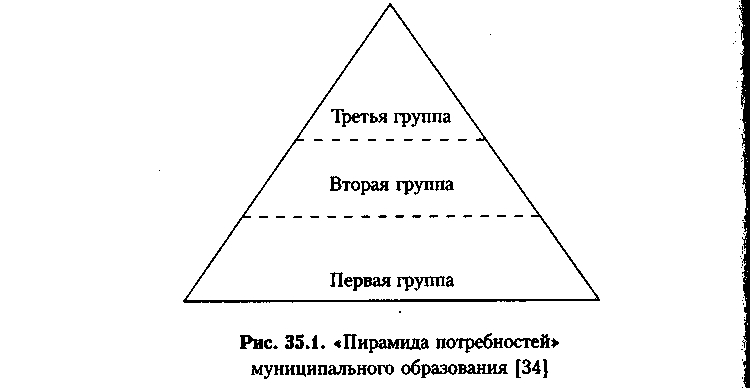 Третья группа
Вторая группа
Первая группа
Рис. 35.1. «Пирамида потребностей»
муниципального образования [34]